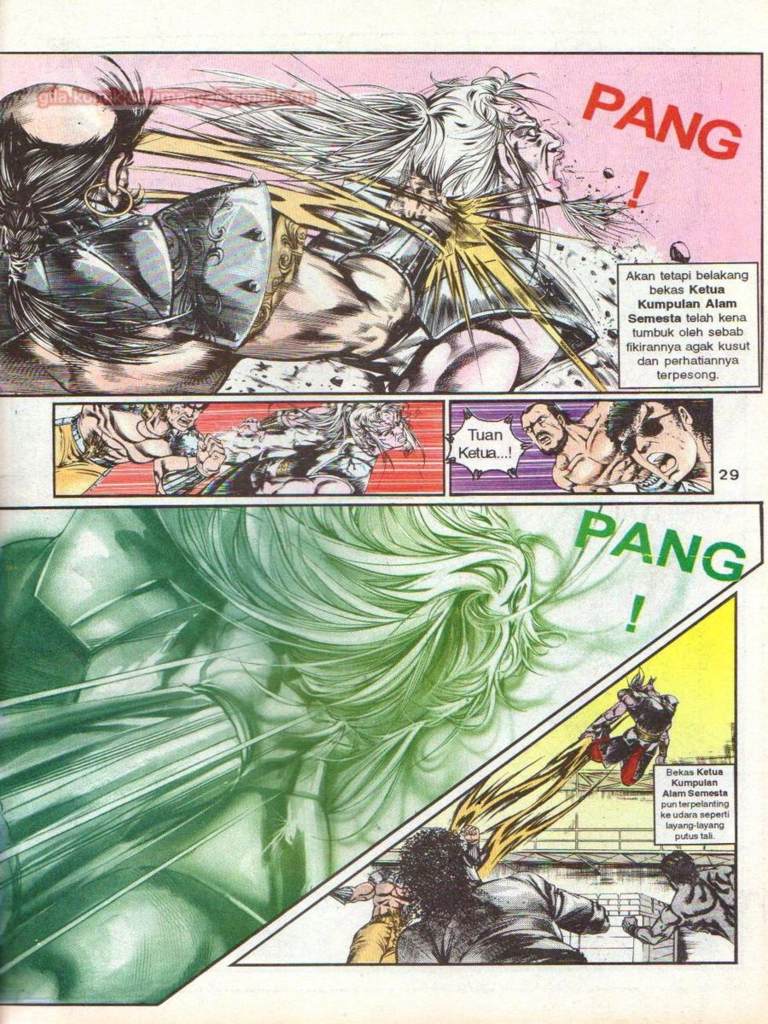 PANG
!
Akan tetapi belakang
bekas Ketua
Kumpulan Alam
Semesta telah kena
tumbuk oleh sebab
fikirannya agak kusut
dan perhatiannya
terpesong.
Tuan
Ketua...!
29
PANG
!
Bekas Ketua
Kumpulan
Alam Semesta
pun terpelanting
ke udara seperti
layang-layang
putus tali.